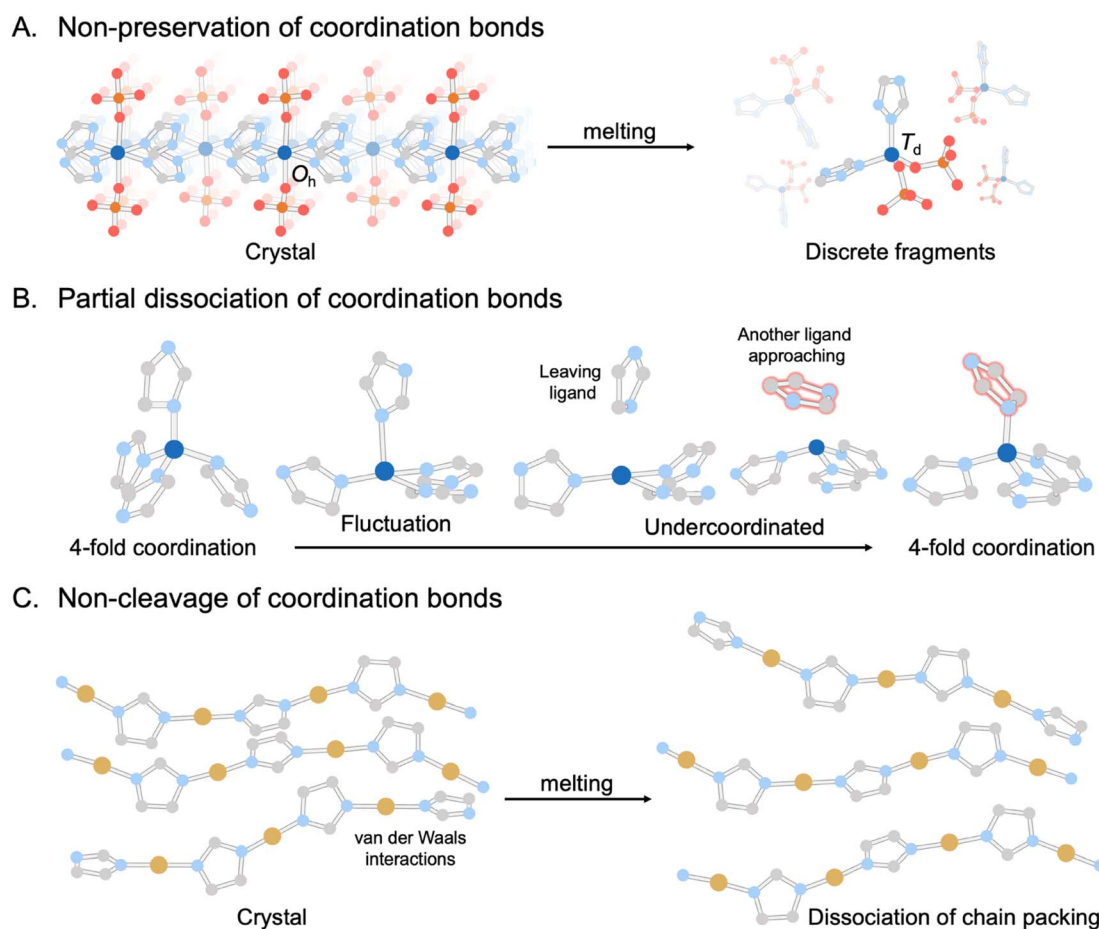 A. Non-preservation of coordination bonds
melting
Oh
Td
Crystal
Discrete fragments
B. Partial dissociation of coordination bonds
Leaving
ligand
Another ligand
approaching
Fluctuation
Undercoordinated
4-fold coordination
4-fold coordination
C. Non-cleavage of coordination bonds
melting
van der Waals
interactions
Crystal
Dissociation of chain packing